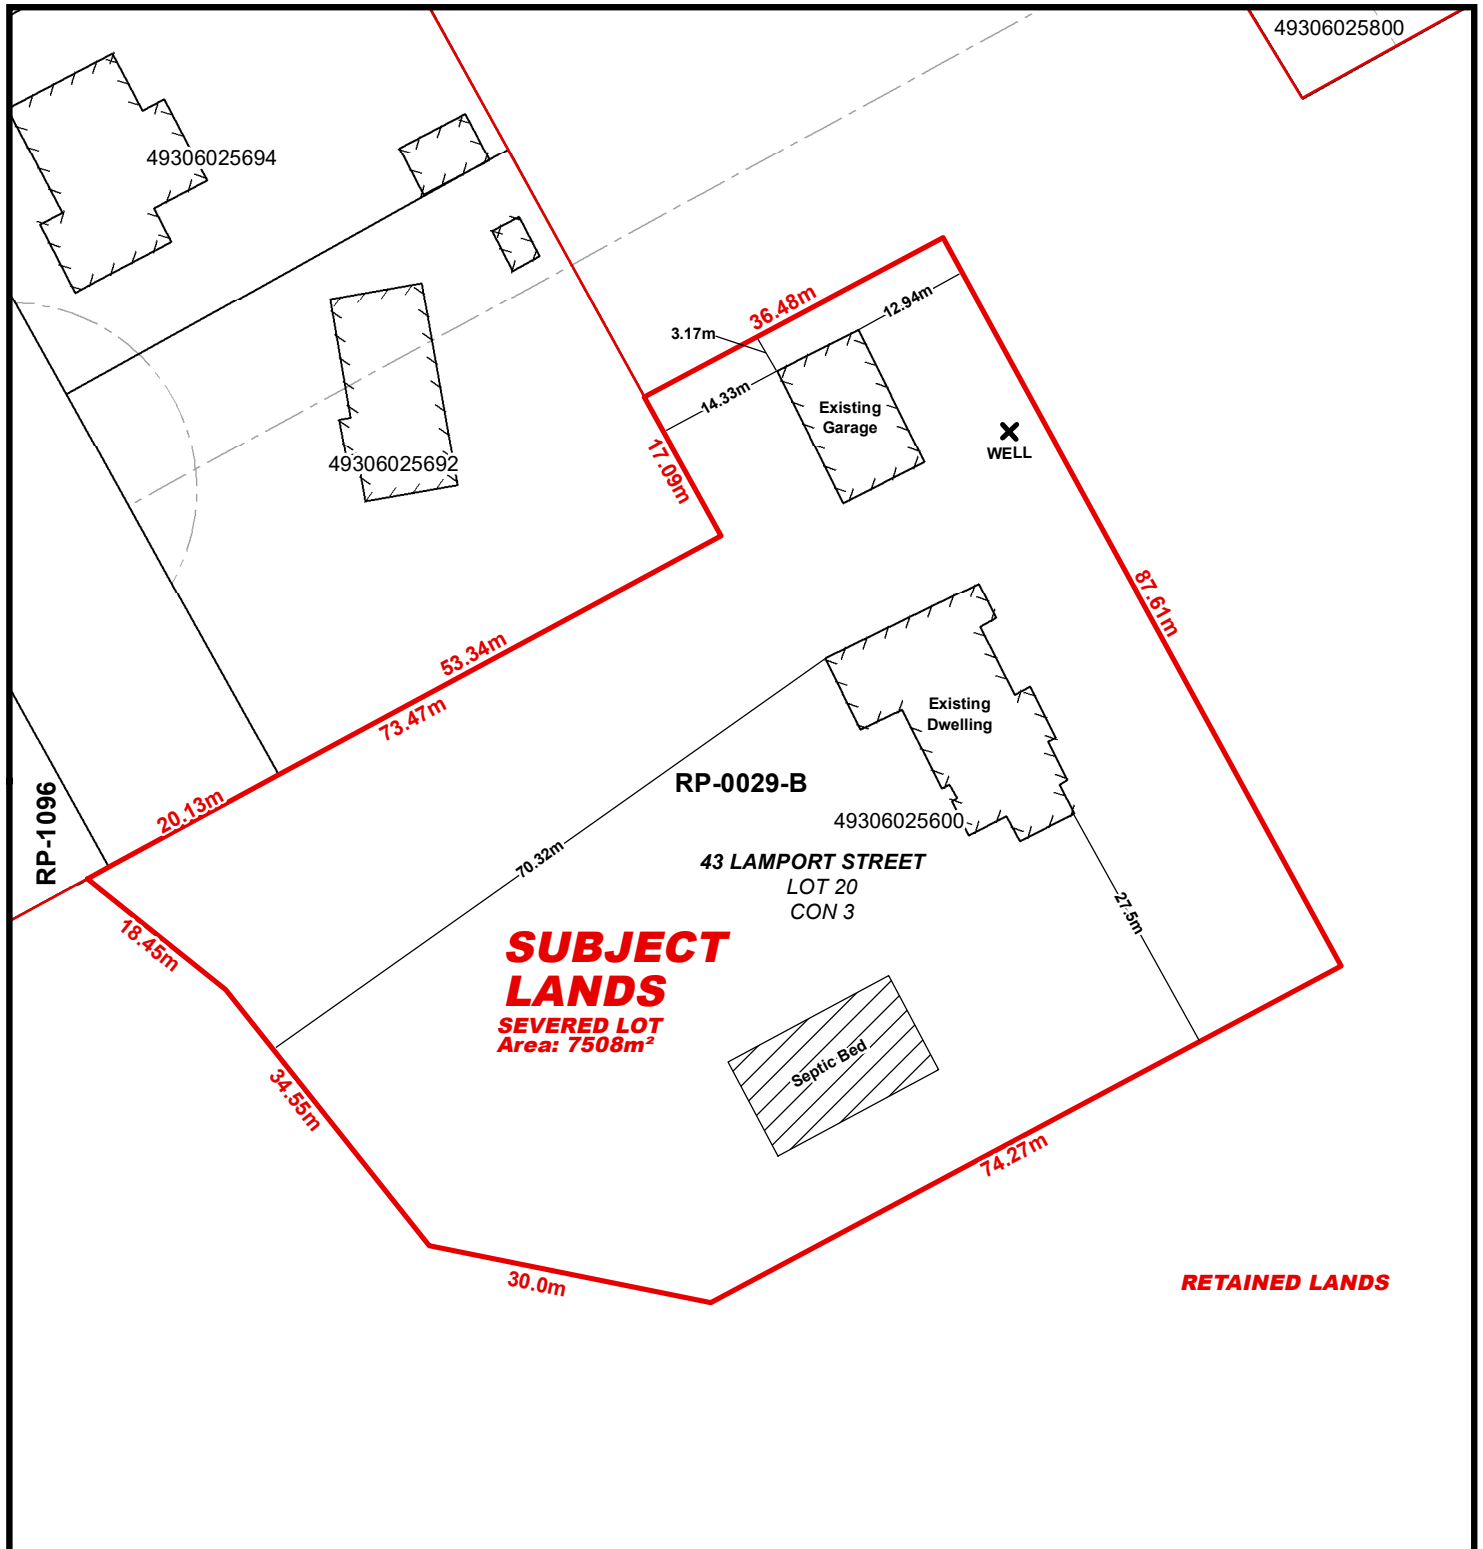 49306025800
49306025694
36.48m
12.94m
3.17m
14.33m
Existing
Garage
WELL
49306025692
17.09m
87.61m
53.34m
73.47m
Existing
Dwelling
RP-0029-B
20.13m
RP-1096
49306025600
70.32m
43 LAMPORT STREET
LOT 20
CON 3
27.5m
18.45m
SUBJECT
LANDS
SEVERED LOT
Area: 7508m²
Septic Bed
34.55m
74.27m
30.0m
RETAINED LANDS